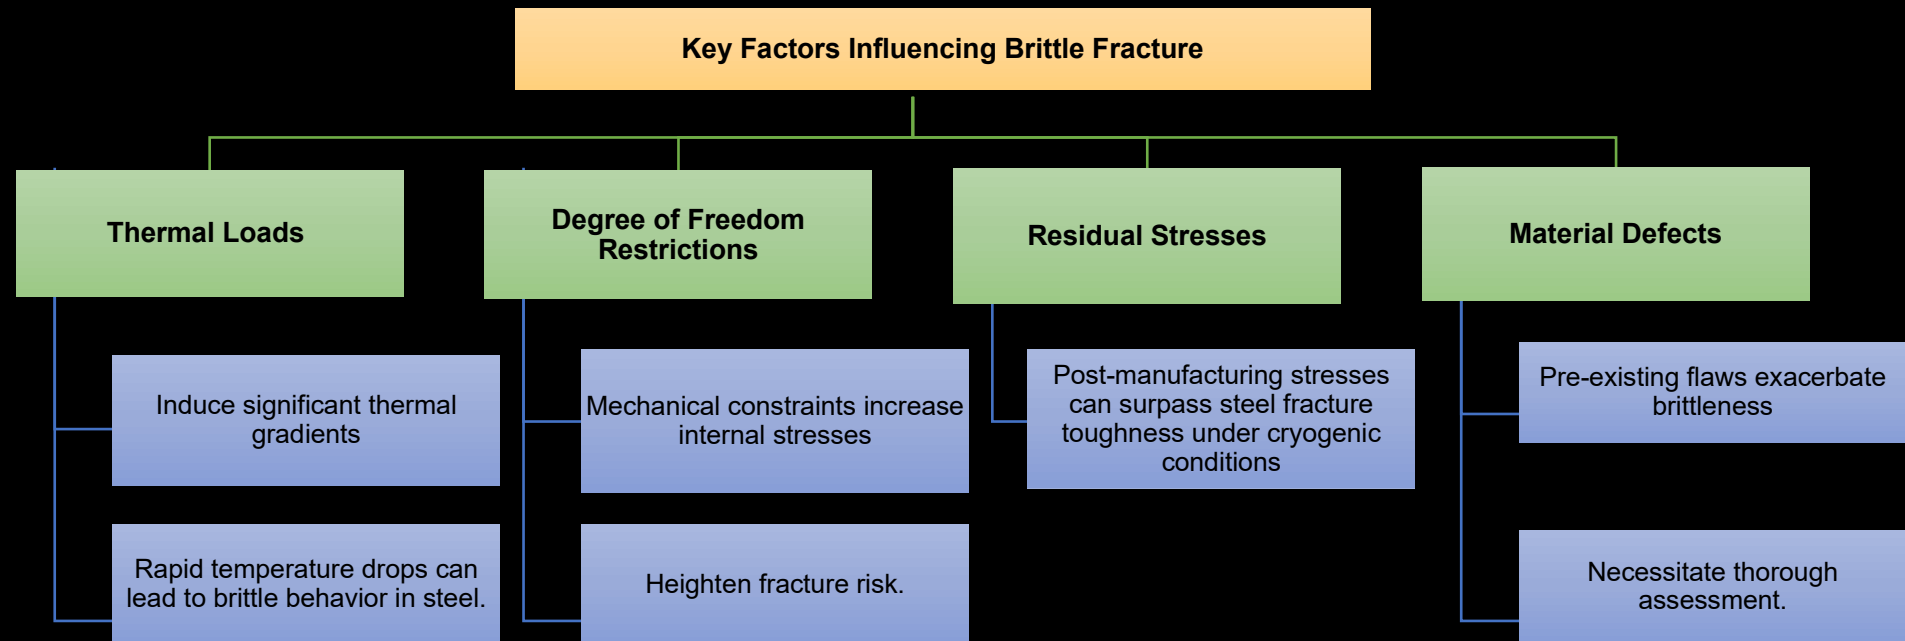 Key Factors Influencing Brittle Fracture
Thermal Loads
Induce significant thermal
gradients
Rapid temperature drops can
lead to brittle behavior in steel.
Degree of Freedom
Restrictions
Mechanical constraints increase
internal stresses
Heighten fracture risk.
Residual Stresses
Post-manufacturing stresses
can surpass steel fracture
toughness under cryogenic
conditions
Material Defects
Pre-existing flaws exacerbate
brittleness
Necessitate thorough
assessment.